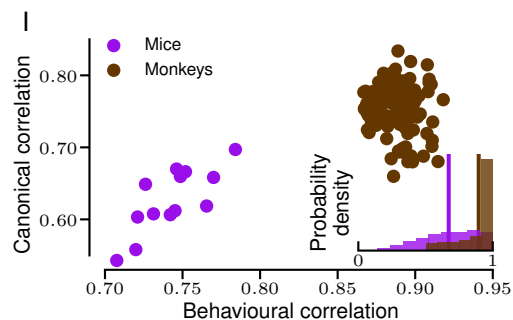 I
Mice
Monkeys
Canonical correlation
0.80
0.70
0.60
Probability
density
0
1
0.70
0.75
0.80
0.85
0.90
0.95
Behavioural correlation